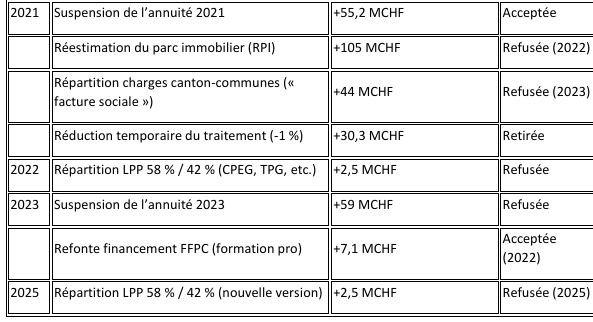 2021 Suspension de l’annuité 2021 +55,2 MCHF Acceptée
Réestimation du parc immobilier (RPI) +105 MCHF Refusée (2022)
Répartition charges canton-communes («
facture sociale ») +44 MCHF Refusée (2023)
Réduction temporaire du traitement (-1 %) +30,3 MCHF Retirée
2022 Répartition LPP 58 % / 42 % (CPEG, TPG, etc.) +2,5 MCHF Refusée
2023 Suspension de l’annuité 2023 +59 MCHF Refusée
Refonte financement FFPC (formation pro) +7,1 MCHF Acceptée
(2022)
2025 Répartition LPP 58 % / 42 % (nouvelle version) +2,5 MCHF Refusée (2025)